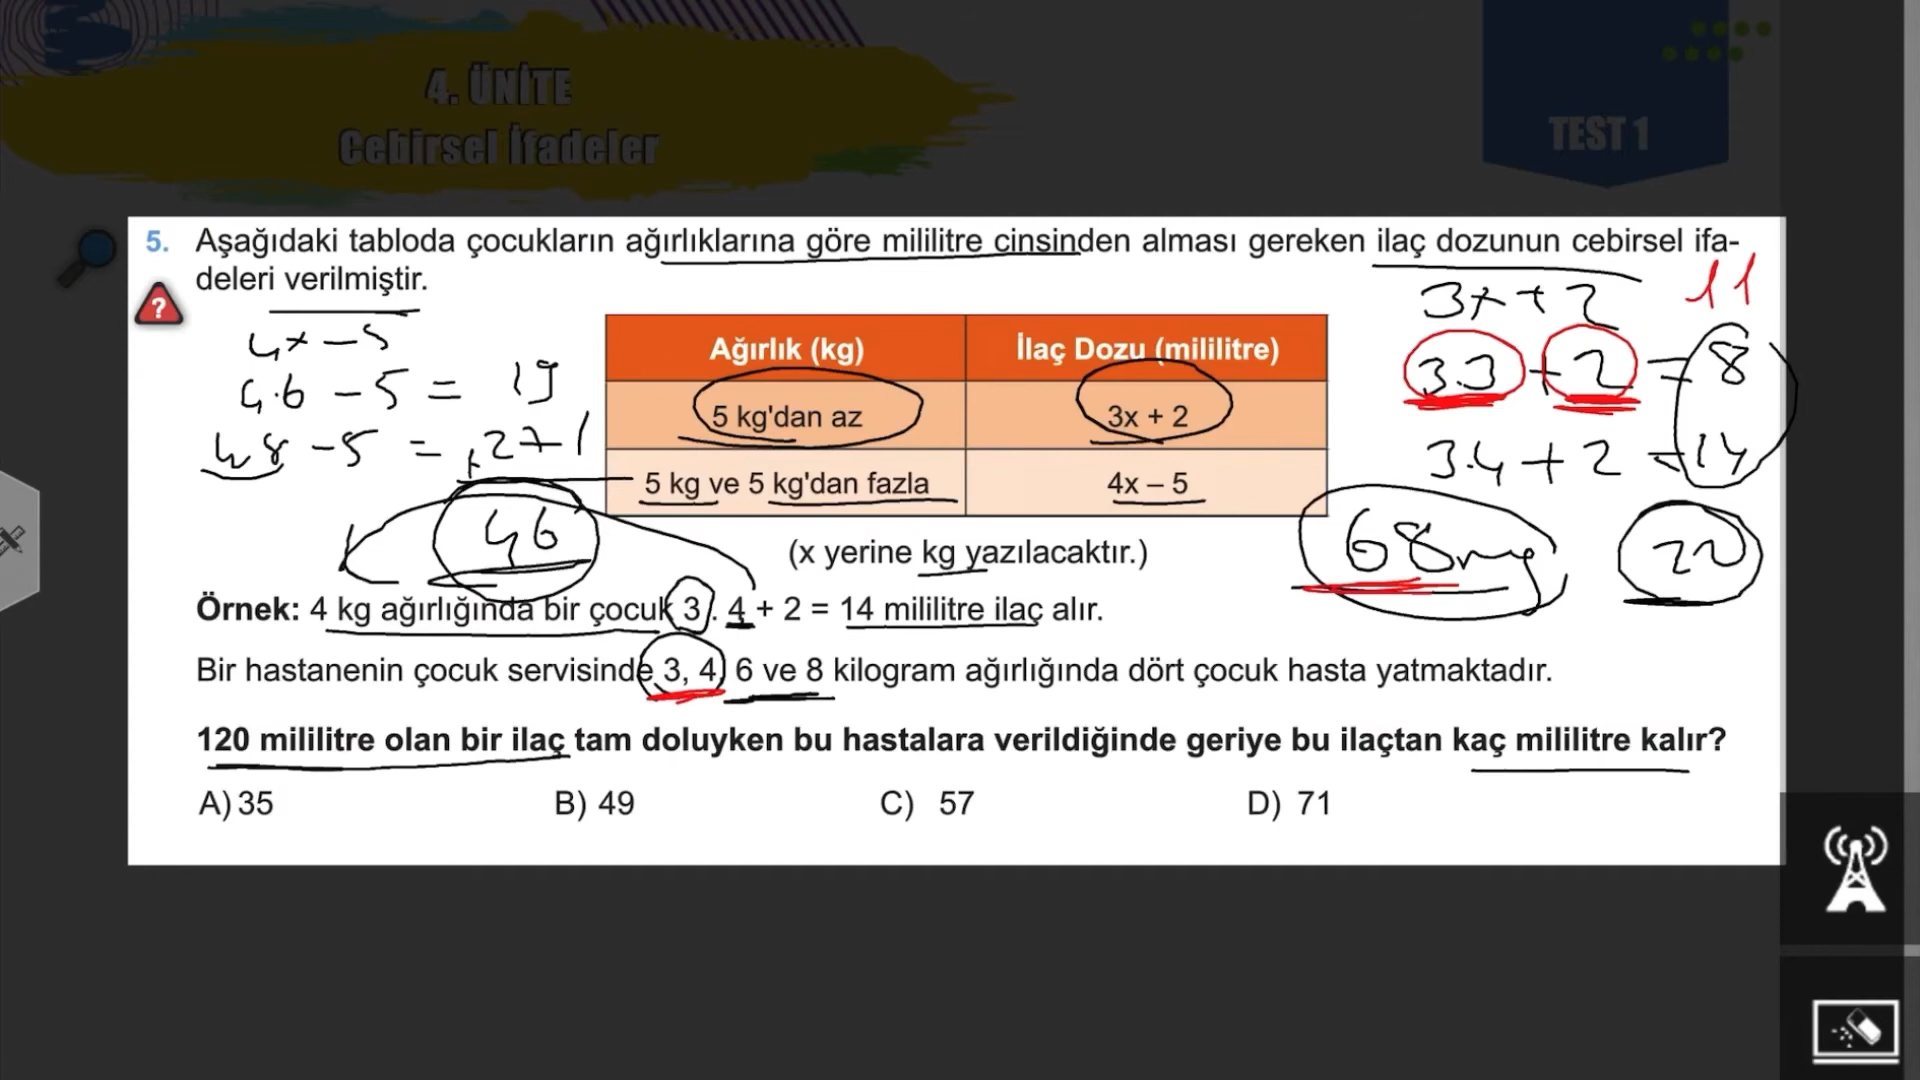 4. ÜNİTE
Cebirsel İfadeler
TEST 1
5. Aşağıdaki tabloda çocukların ağırlıklarına göre mililitre cinsinden alması gereken ilaç dozunun cebirsel ifa-
deleri verilmiştir.
?
4x - 5
4.6 - 5 = 19
4.8 - 5 = +27
46
Ağırlık (kg) İlaç Dozu (mililitre)
5 kg'dan az 3x + 2
5 kg ve 5 kg'dan fazla 4x – 5
3x + 2
11
3.3 + 2 = 8
3.4 + 2 = 14
68
22
(x yerine kg yazılacaktır.)
Örnek: 4 kg ağırlığında bir çocuk 3 . 4 + 2 = 14 mililitre ilaç alır.
Bir hastanenin çocuk servisinde 3, 4, 6 ve 8 kilogram ağırlığında dört çocuk hasta yatmaktadır.
120 mililitre olan bir ilaç tam doluyken bu hastalara verildiğinde geriye bu ilaçtan kaç mililitre kalır?
A) 35 B) 49 C) 57 D) 71